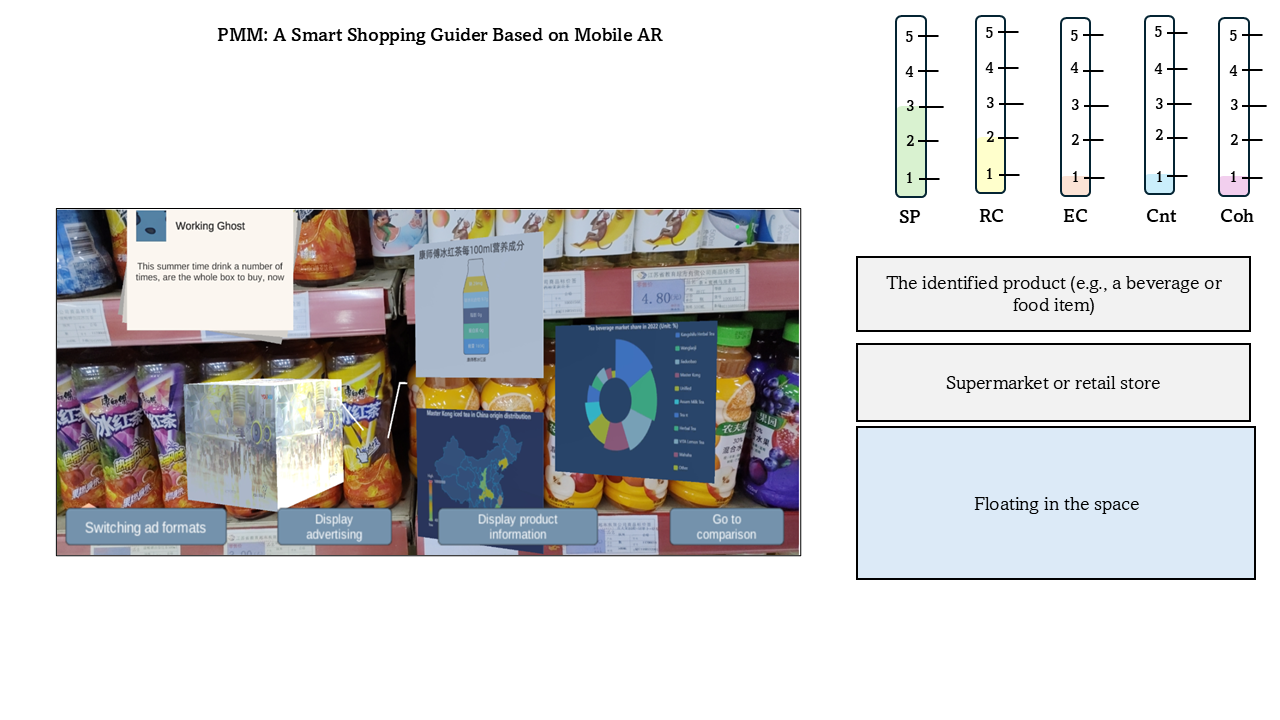 PMM: A Smart Shopping Guider Based on Mobile AR
5
4
3
2
1
SP
5
4
3
2
1
RC
5
4
3
2
1
EC
5
4
3
2
1
Cnt
5
4
3
2
1
Coh
The identified product (e.g., a beverage or
food item)
Supermarket or retail store
Floating in the space
Working Ghost
This summer time drink a number of
times, are the whole box to buy, now
康师傅冰红茶每100ml营养成分
4.80
Tea beverage market share in 2022 (Unit: %)
Master Kong iced tea in China origin distribution
冰红茶
冰红茶
农夫
Switching ad formats
Display
advertising
Display product
information
Go to
comparison